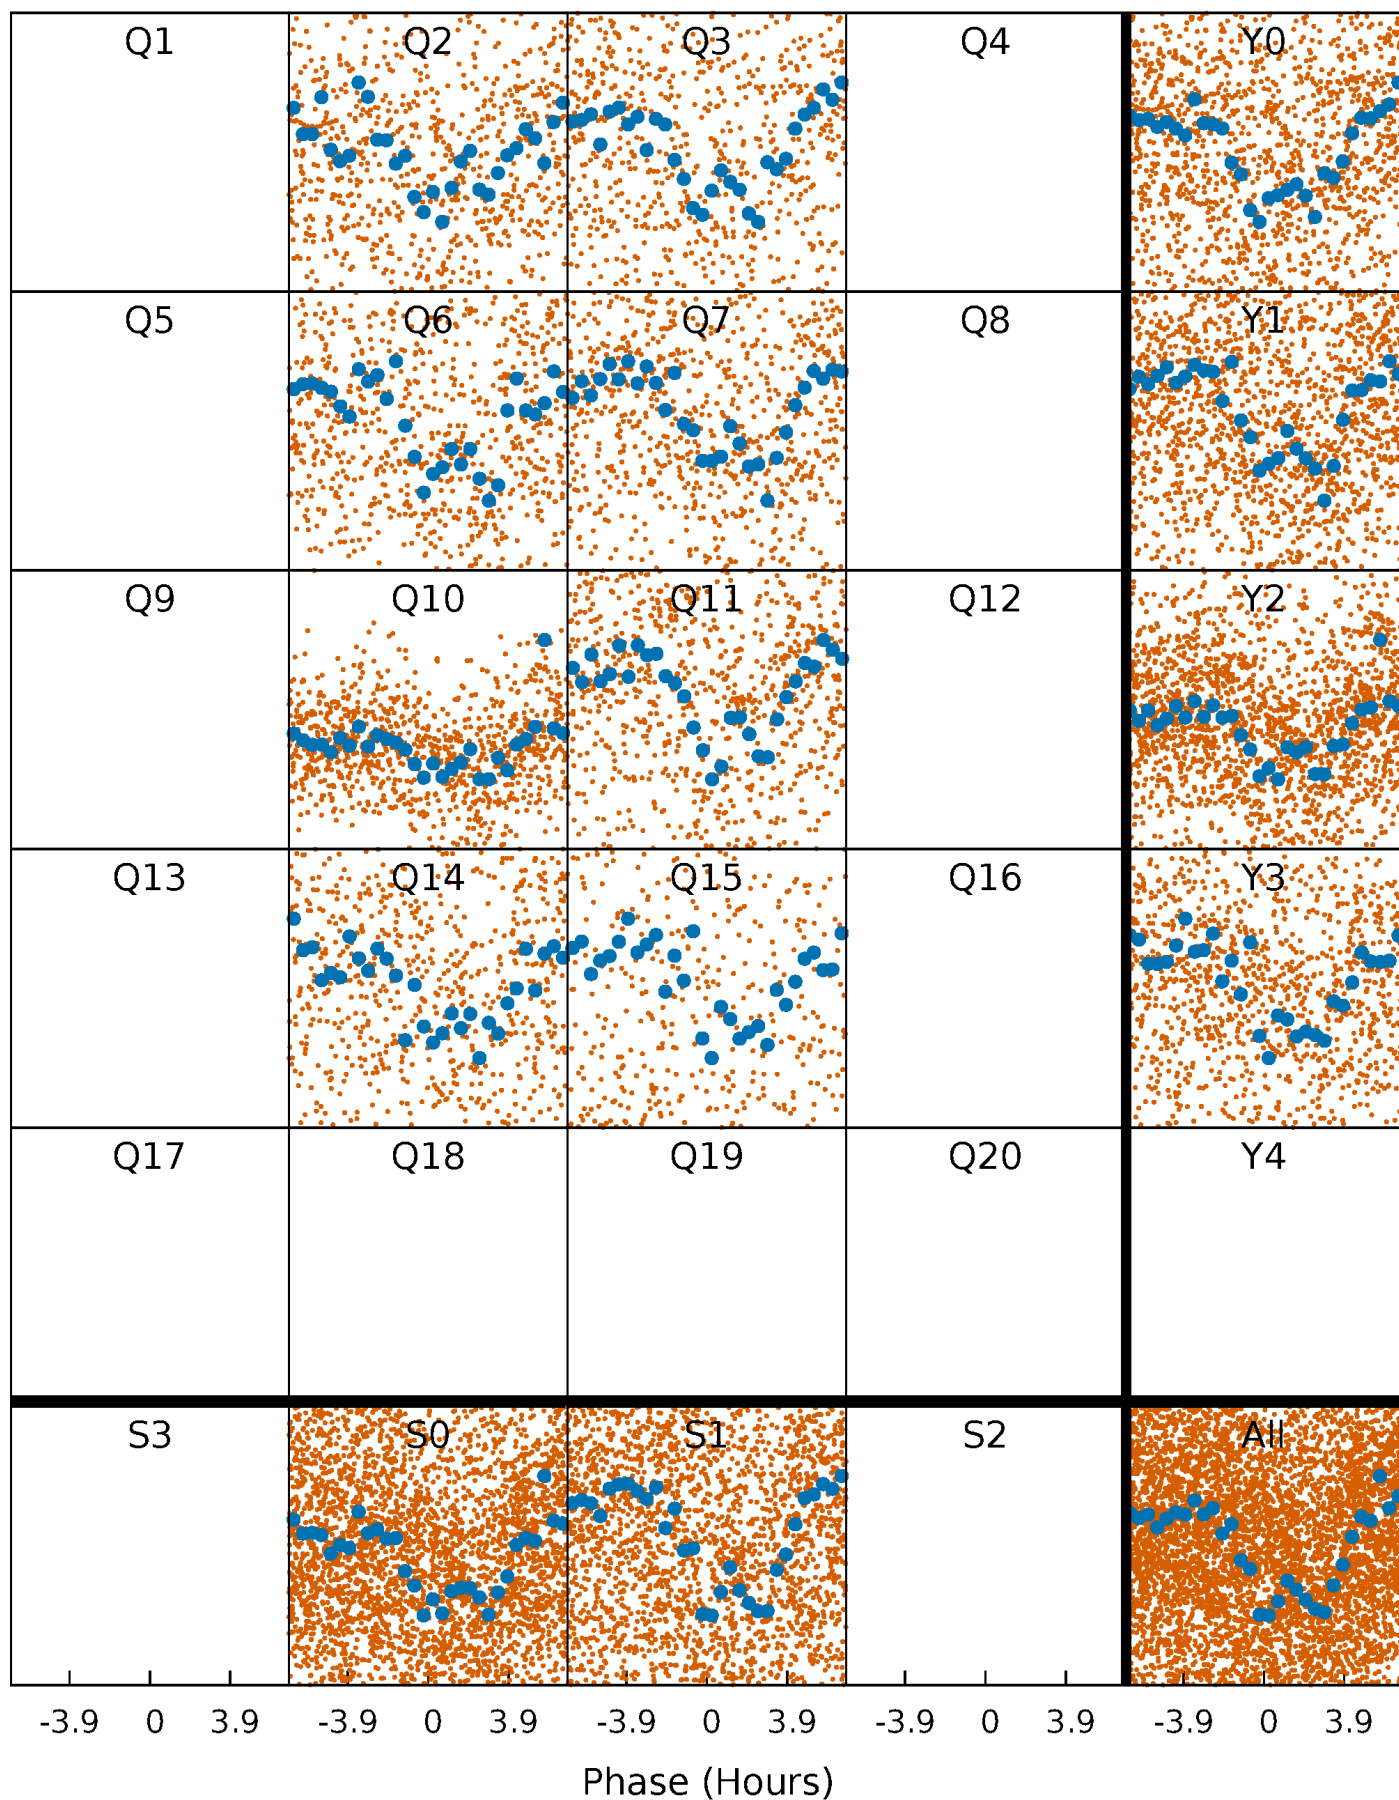 Q1 Q2 Q3 Q4 Y0
Q5 Q6 Q7 Q8 Y1
Q9 Q10 Q11 Q12 Y2
Q13 Q14 Q15 Q16 Y3
Q17 Q18 Q19 Q20 Y4
S3 S0 S1 S2 All
-3.9 0 3.9 -3.9 0 3.9 -3.9 0 3.9 -3.9 0 3.9 -3.9 0 3.9
Phase (Hours)